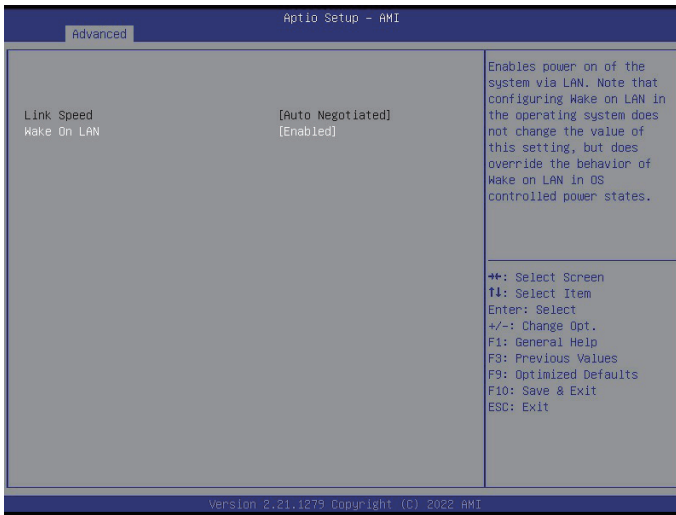 Aptio Setup – AMI
Advanced
Link Speed [Auto Negotiated]
Wake On LAN [Enabled]
Enables power on of the
system via LAN. Note that
configuring Wake on LAN in
the operating system does
not change the value of
this setting, but does
override the behavior of
Wake on LAN in OS
controlled power states.
→←: Select Screen
↑↓: Select Item
Enter: Select
+/-: Change Opt.
F1: General Help
F3: Previous Values
F9: Optimized Defaults
F10: Save & Exit
ESC: Exit
Version 2.21.1279 Copyright (C) 2022 AMI